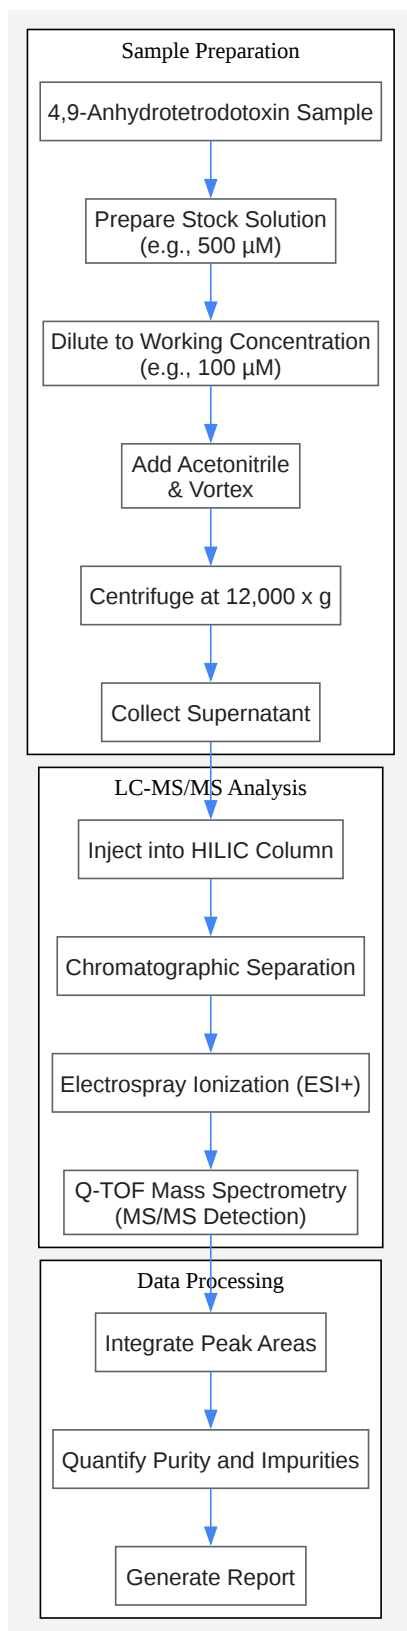 Sample Preparation
4,9-Anhydrotetrodotoxin Sample
Prepare Stock Solution
(e.g., 500 µM)
Dilute to Working Concentration
(e.g., 100 µM)
Add Acetonitrile
& Vortex
Centrifuge at 12,000 x g
Collect Supernatant
LC-MS/MS Analysis
Inject into HILIC Column
Chromatographic Separation
Electrospray Ionization (ESI+)
Q-TOF Mass Spectrometry
(MS/MS Detection)
Data Processing
Integrate Peak Areas
Quantify Purity and Impurities
Generate Report